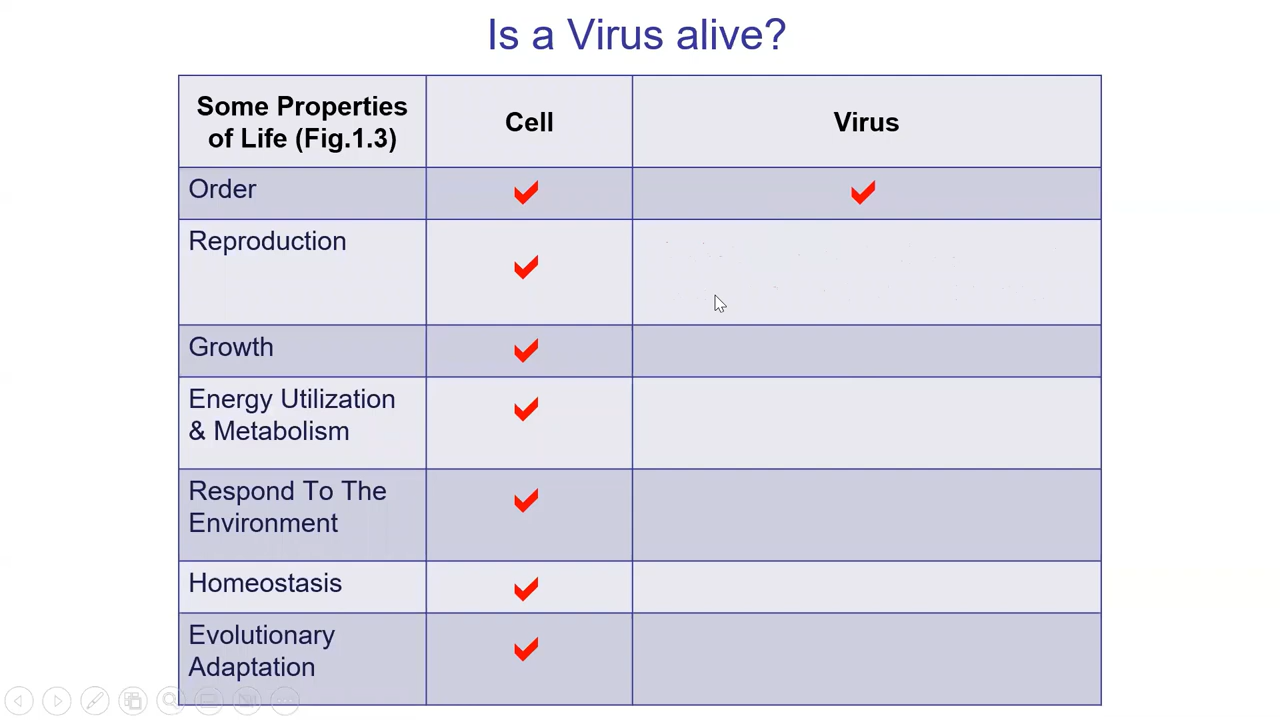 Is a Virus alive?
Some Properties
of Life (Fig.1.3)
Cell
Virus
Order
Reproduction
Growth
Energy Utilization
& Metabolism
Respond To The
Environment
Homeostasis
Evolutionary
Adaptation